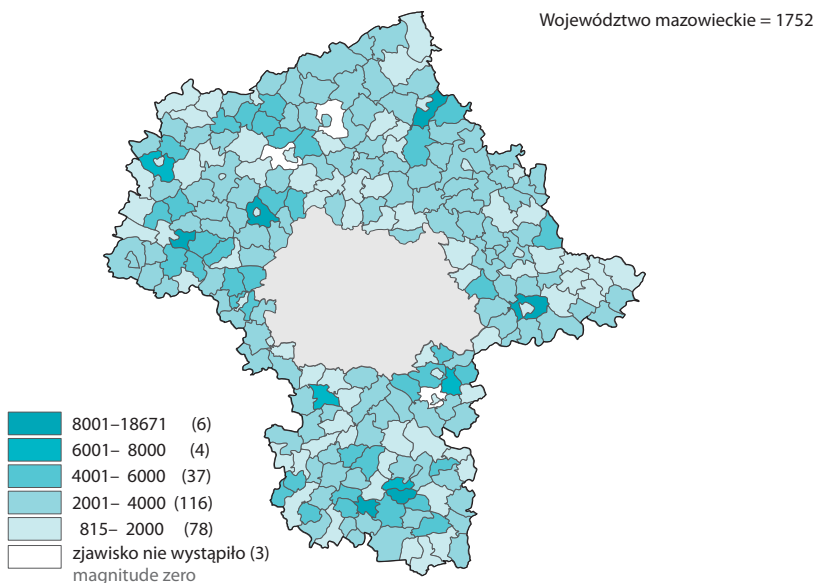 Województwo mazowieckie = 1752
8001–18671 (6)
6001– 8000 (4)
4001– 6000 (37)
2001– 4000 (116)
815– 2000 (78)
zjawisko nie wystąpiło (3)
magnitude zero